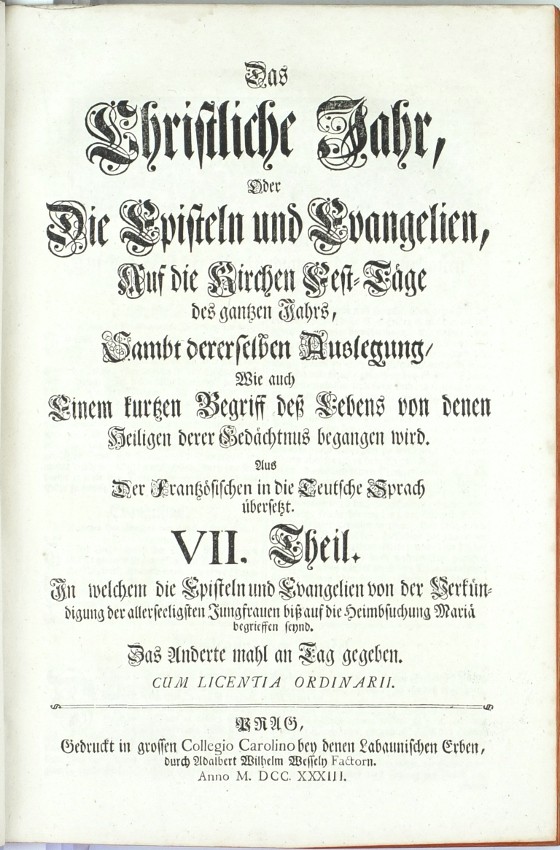 Das
Christliche Jahr,
Oder
Die Episteln und Evangelien,
Auf die Kirchen Fest-Täge
des gantzen Jahrs,
Sambt dererselben Auslegung/
Wie auch
Einem kurtzen Begriff deß Lebens von denen
Heiligen derer Gedächtnus begangen wird.
Aus
Der Frantzösischen in die Teutsche Sprach
übersetzt.
VII. Theil.
In welchem die Episteln und Evangelien von der Verkün-
digung der allerseeligsten Jungfrauen biß auf die Heimbsuchung Mariä
begrieffen seynd.
Das Anderte mahl an Tag gegeben.
CUM LICENTIA ORDINARII.
PRAG,
Gedruckt in grossen Collegio Carolino bey denen Labaunischen Erben,
durch Adalbert Wilhelm Wessely Factorn.
Anno M. DCC. XXXIII.